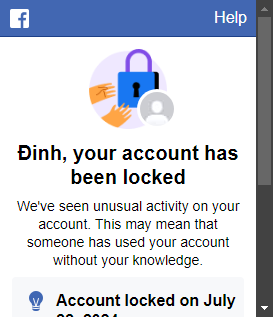 Help
Đinh, your account has
been locked
We've seen unusual activity on your
account. This may mean that
someone has used your account
without your knowledge.
Account locked on July